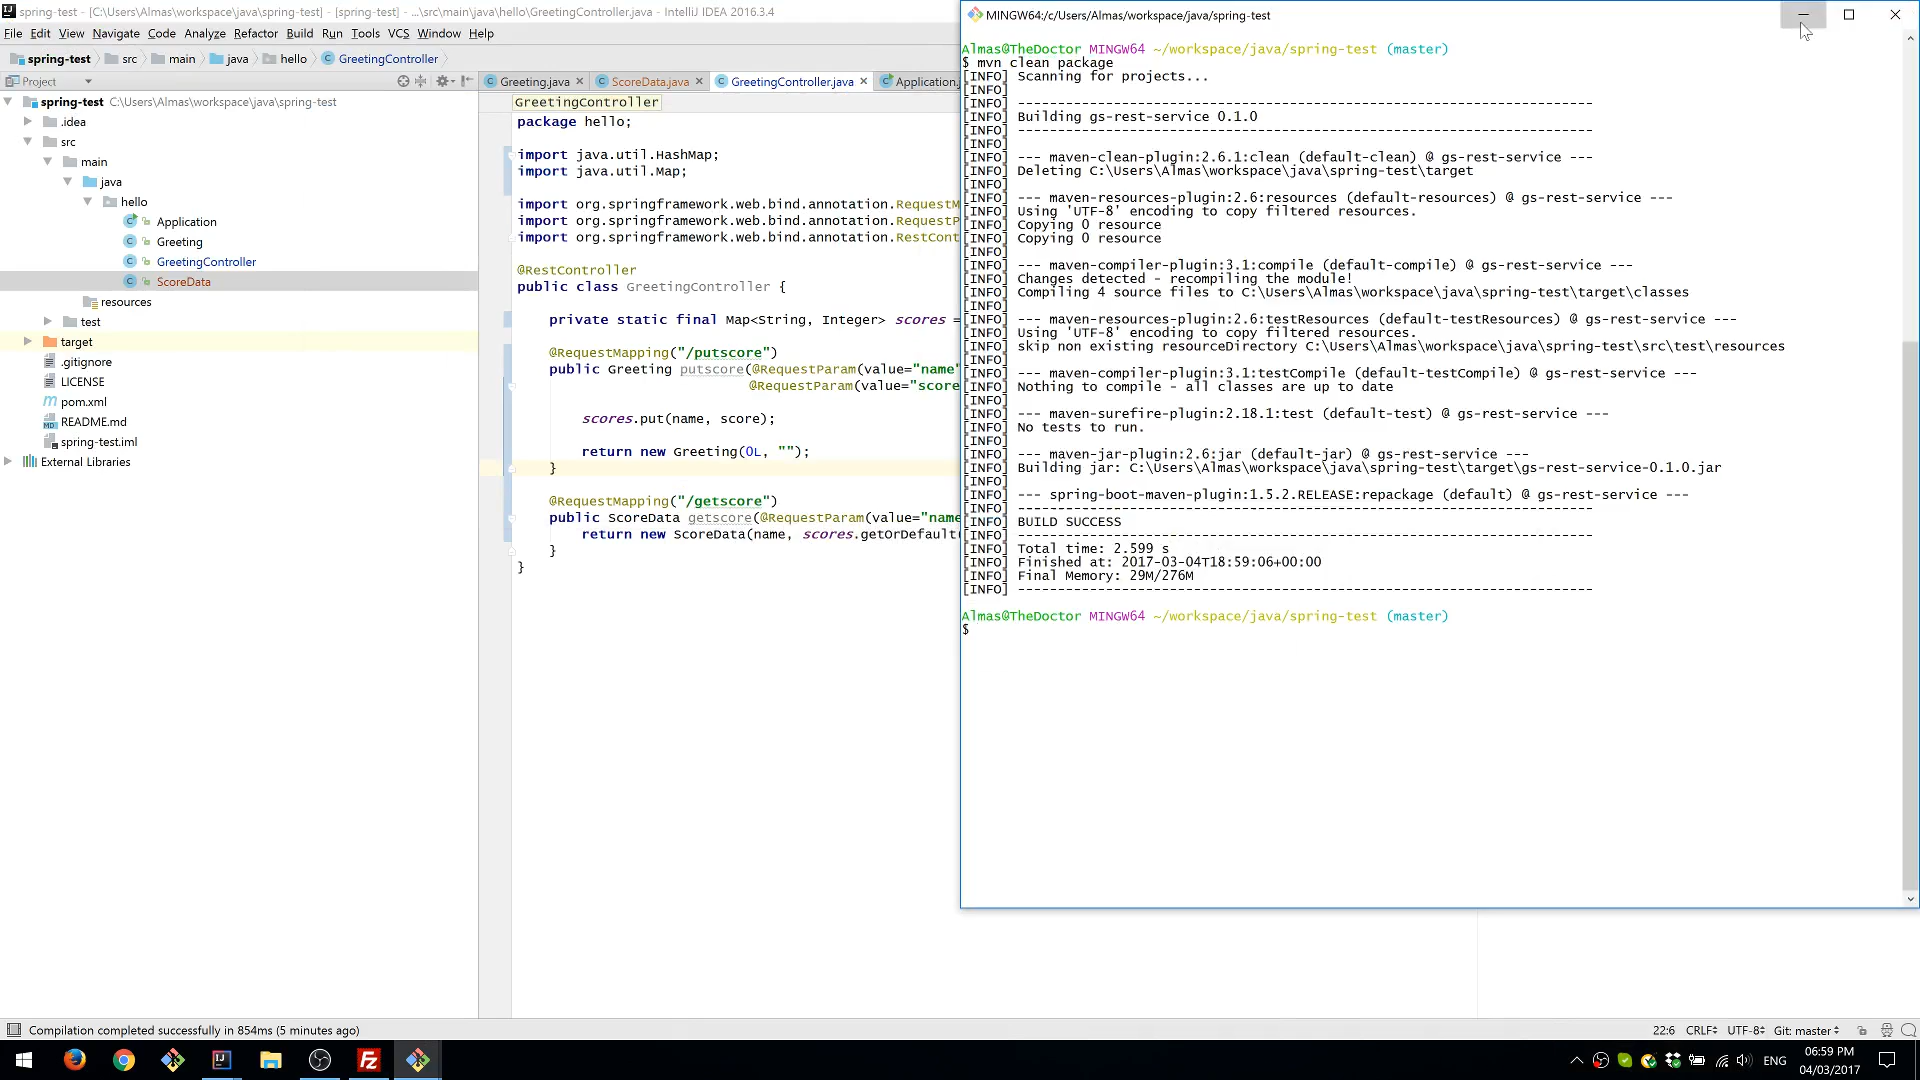 spring-test - [C:\Users\Almas\workspace\java\spring-test] - [spring-test] - ...\src\main\java\hello\GreetingController.java - IntelliJ IDEA 2016.3.4
File Edit View Navigate Code Analyze Refactor Build Run Tools VCS Window Help
spring-test src main java hello GreetingController
Project
spring-test C:\Users\Almas\workspace\java\spring-test
.idea
src
main
java
hello
Application
Greeting
GreetingController
ScoreData
resources
test
target
.gitignore
LICENSE
pom.xml
README.md
spring-test.iml
External Libraries
Greeting.java ScoreData.java GreetingController.java Application.
GreetingController
package hello;
import java.util.HashMap;
import java.util.Map;
import org.springframework.web.bind.annotation.RequestM
import org.springframework.web.bind.annotation.RequestP
import org.springframework.web.bind.annotation.RestCont
@RestController
public class GreetingController {
private static final Map<String, Integer> scores =
@RequestMapping("/putscore")
public Greeting putscore(@RequestParam(value="name"
@RequestParam(value="score
scores.put(name, score);
return new Greeting(0L, "");
}
@RequestMapping("/getscore")
public ScoreData getscore(@RequestParam(value="name
return new ScoreData(name, scores.getOrDefault(
}
}
MINGW64:/c/Users/Almas/workspace/java/spring-test
Almas@TheDoctor MINGW64 ~/workspace/java/spring-test (master)
$ mvn clean package
[INFO] Scanning for projects...
[INFO]
[INFO] ------------------------------------------------------------------------
[INFO] Building gs-rest-service 0.1.0
[INFO] ------------------------------------------------------------------------
[INFO]
[INFO] --- maven-clean-plugin:2.6.1:clean (default-clean) @ gs-rest-service ---
[INFO] Deleting C:\Users\Almas\workspace\java\spring-test\target
[INFO]
[INFO] --- maven-resources-plugin:2.6:resources (default-resources) @ gs-rest-service ---
[INFO] Using 'UTF-8' encoding to copy filtered resources.
[INFO] Copying 0 resource
[INFO] Copying 0 resource
[INFO]
[INFO] --- maven-compiler-plugin:3.1:compile (default-compile) @ gs-rest-service ---
[INFO] Changes detected - recompiling the module!
[INFO] Compiling 4 source files to C:\Users\Almas\workspace\java\spring-test\target\classes
[INFO]
[INFO] --- maven-resources-plugin:2.6:testResources (default-testResources) @ gs-rest-service ---
[INFO] Using 'UTF-8' encoding to copy filtered resources.
[INFO] skip non existing resourceDirectory C:\Users\Almas\workspace\java\spring-test\src\test\resources
[INFO]
[INFO] --- maven-compiler-plugin:3.1:testCompile (default-testCompile) @ gs-rest-service ---
[INFO] Nothing to compile - all classes are up to date
[INFO]
[INFO] --- maven-surefire-plugin:2.18.1:test (default-test) @ gs-rest-service ---
[INFO] No tests to run.
[INFO]
[INFO] --- maven-jar-plugin:2.6:jar (default-jar) @ gs-rest-service ---
[INFO] Building jar: C:\Users\Almas\workspace\java\spring-test\target\gs-rest-service-0.1.0.jar
[INFO]
[INFO] --- spring-boot-maven-plugin:1.5.2.RELEASE:repackage (default) @ gs-rest-service ---
[INFO] ------------------------------------------------------------------------
[INFO] BUILD SUCCESS
[INFO] ------------------------------------------------------------------------
[INFO] Total time: 2.599 s
[INFO] Finished at: 2017-03-04T18:59:06+00:00
[INFO] Final Memory: 29M/276M
[INFO] ------------------------------------------------------------------------
Almas@TheDoctor MINGW64 ~/workspace/java/spring-test (master)
$
Compilation completed successfully in 854ms (5 minutes ago)
22:6 CRLF UTF-8 Git: master
ENG
06:59 PM
04/03/2017